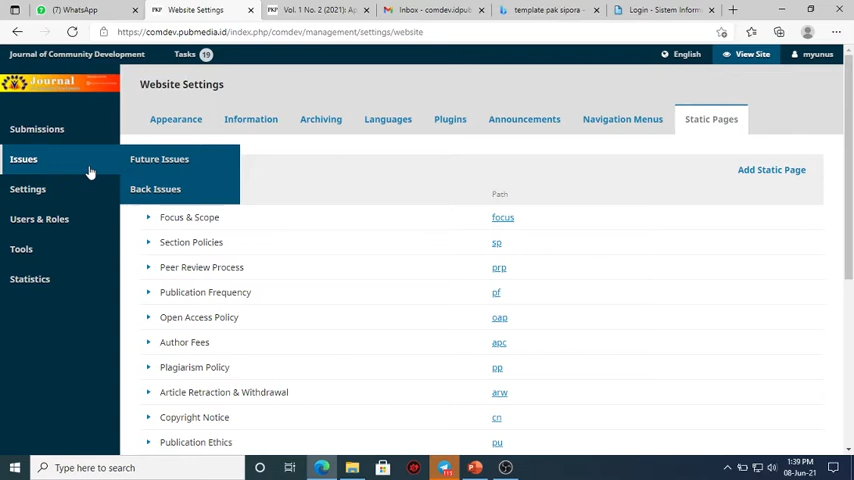 (7) WhatsApp
Website Settings
Vol. 1 No. 2 (2021): Ap
Inbox - comdev.idpub
template pak sipora -
Login - Sistem Inform
https://comdev.pubmedia.id/index.php/comdev/management/settings/website
Journal of Community Development
Tasks 19
English
View Site
myunus
Journal
Website Settings
Submissions
Issues
Settings
Users & Roles
Tools
Statistics
Future Issues
Back Issues
Appearance
Information
Archiving
Languages
Plugins
Announcements
Navigation Menus
Static Pages
Add Static Page
Path
Focus & Scope focus
Section Policies sp
Peer Review Process prp
Publication Frequency pf
Open Access Policy oap
Author Fees apc
Plagiarism Policy pp
Article Retraction & Withdrawal arw
Copyright Notice cn
Publication Ethics pu
Type here to search
111
1:39 PM
08-Jun-21